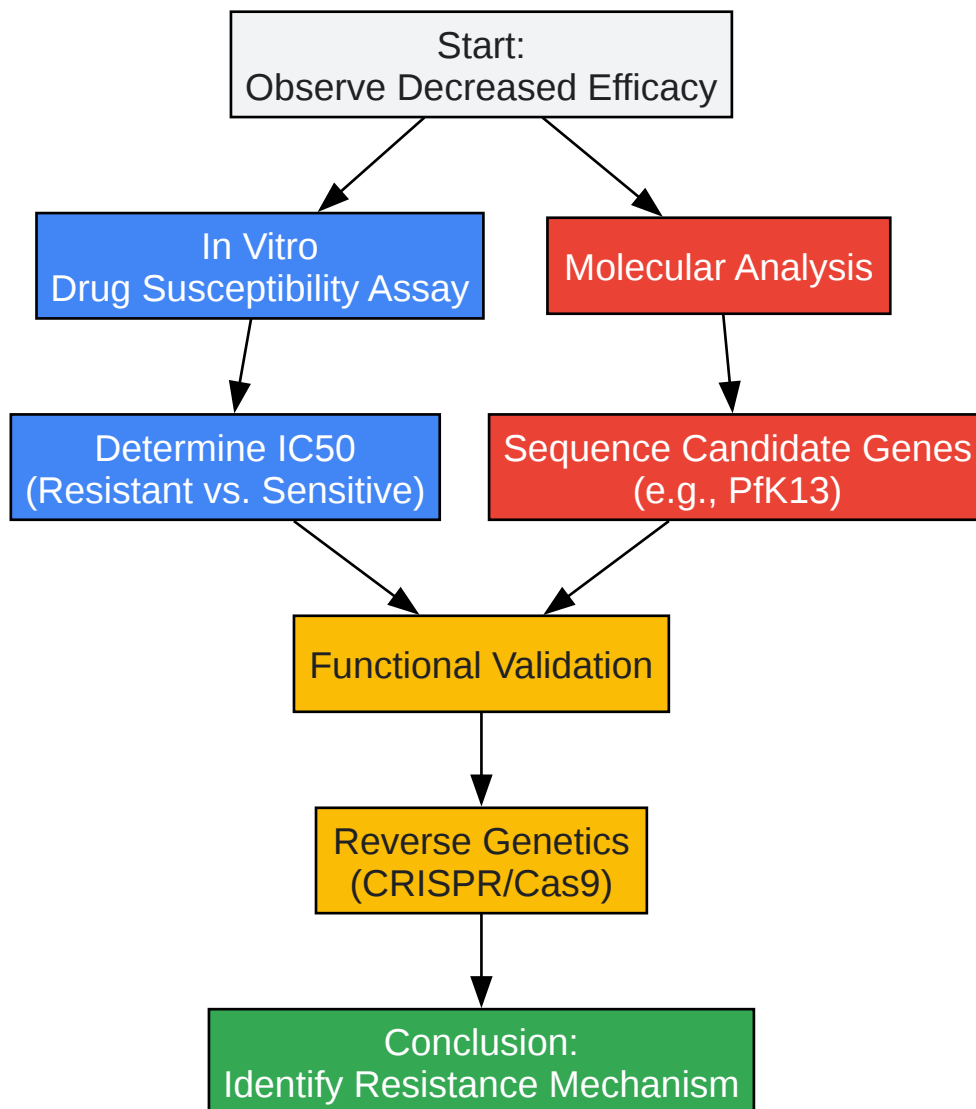 Start:
Observe Decreased Efficacy
In Vitro
Drug Susceptibility Assay
Molecular Analysis
Determine IC50
(Resistant vs. Sensitive)
Sequence Candidate Genes
(e.g., PfK13)
Functional Validation
Reverse Genetics
(CRISPR/Cas9)
Conclusion:
Identify Resistance Mechanism